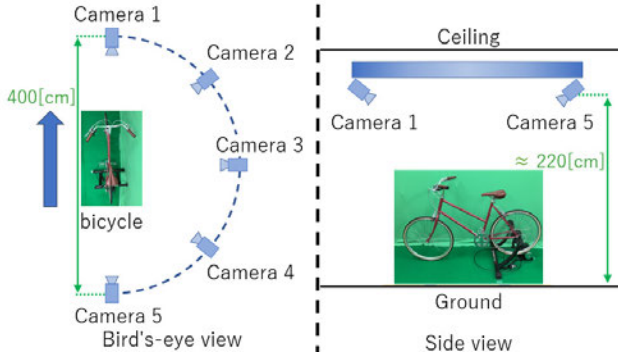 Camera 1
Camera 2
400[cm]
Camera 3
bicycle
Camera 4
Camera 5
Bird's-eye view
Ceiling
Camera 1
Camera 5
≈ 220[cm]
Ground
Side view